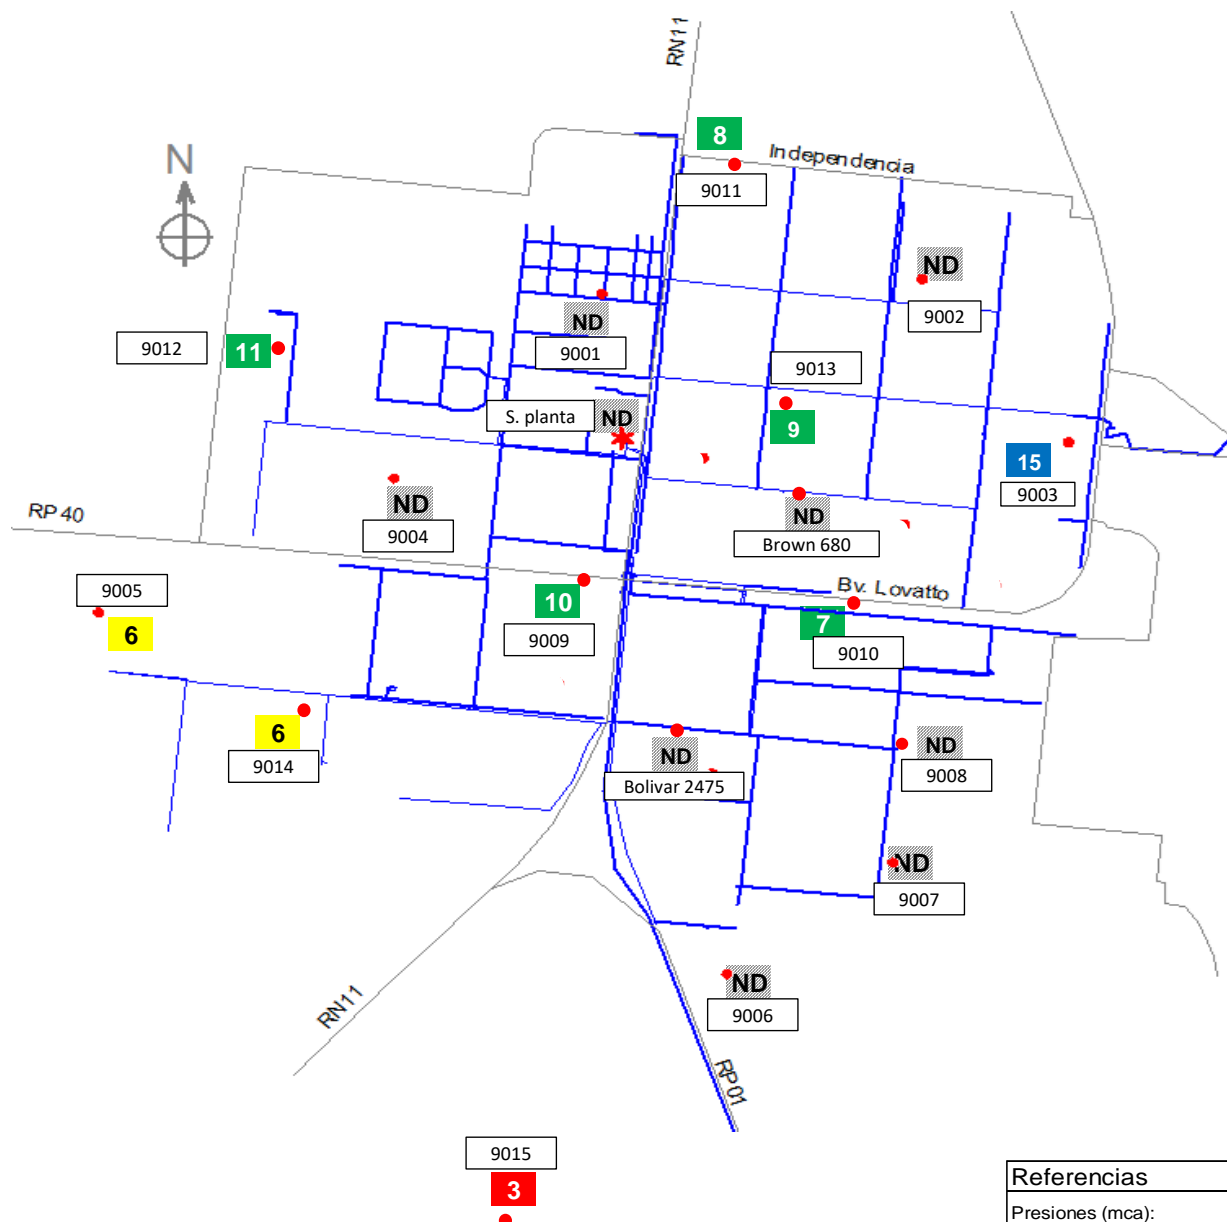 RN11
8
Independencia
9011
N
ND
9002
ND
9001
9012
11
9013
S. planta
ND
9
15
9003
ND
9004
ND
Brown 680
RP 40
9005
6
10
9009
Bv. Lovatto
7
9010
6
9014
ND
Bolivar 2475
ND
9008
ND
9007
ND
9006
RN11
RP01
9015
3
Referencias
Presiones (mca):